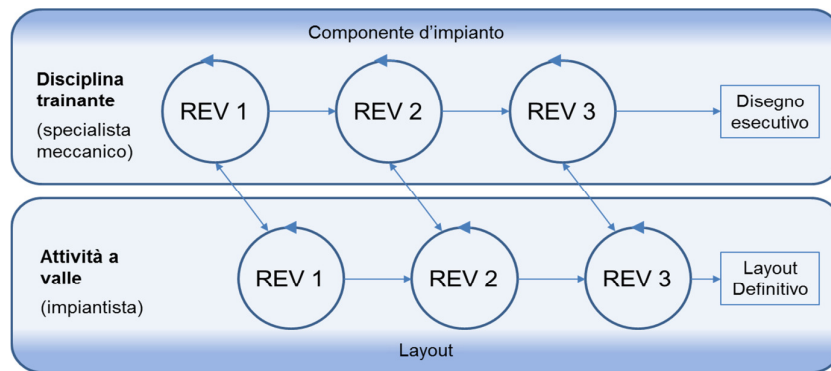 Componente d'impianto
Disciplina
trainante
(specialista
meccanico)
REV 1
REV 2
REV 3
Disegno
esecutivo
Attività a
valle
(impiantista)
REV 1
REV 2
REV 3
Layout
Definitivo
Layout